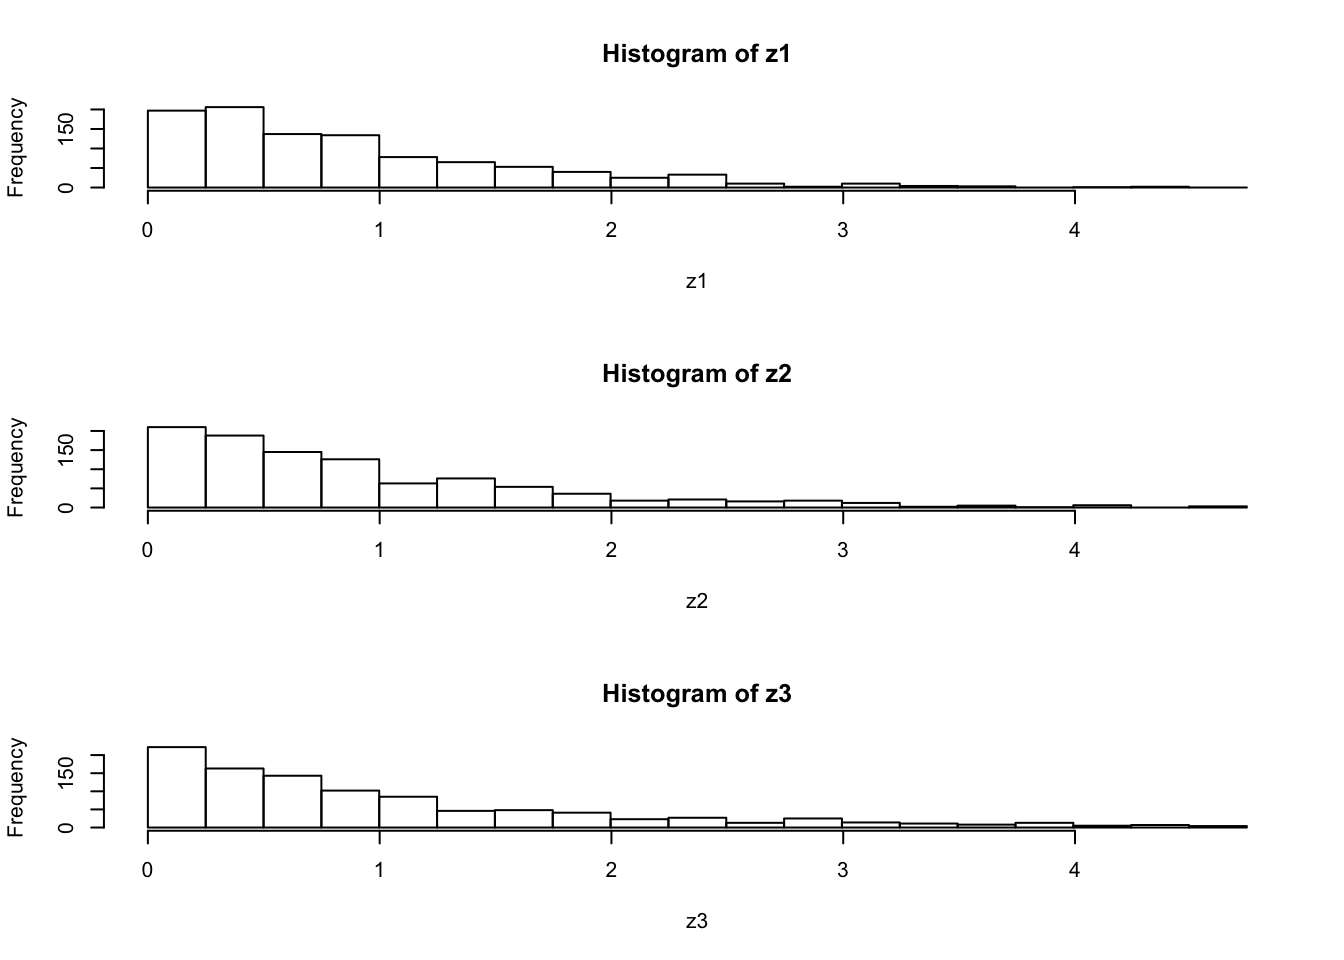 Histogram of z1
Frequency
150
0
0 1 2 3 4
z1
Histogram of z2
Frequency
150
0
0 1 2 3 4
z2
Histogram of z3
Frequency
150
0
0 1 2 3 4
z3